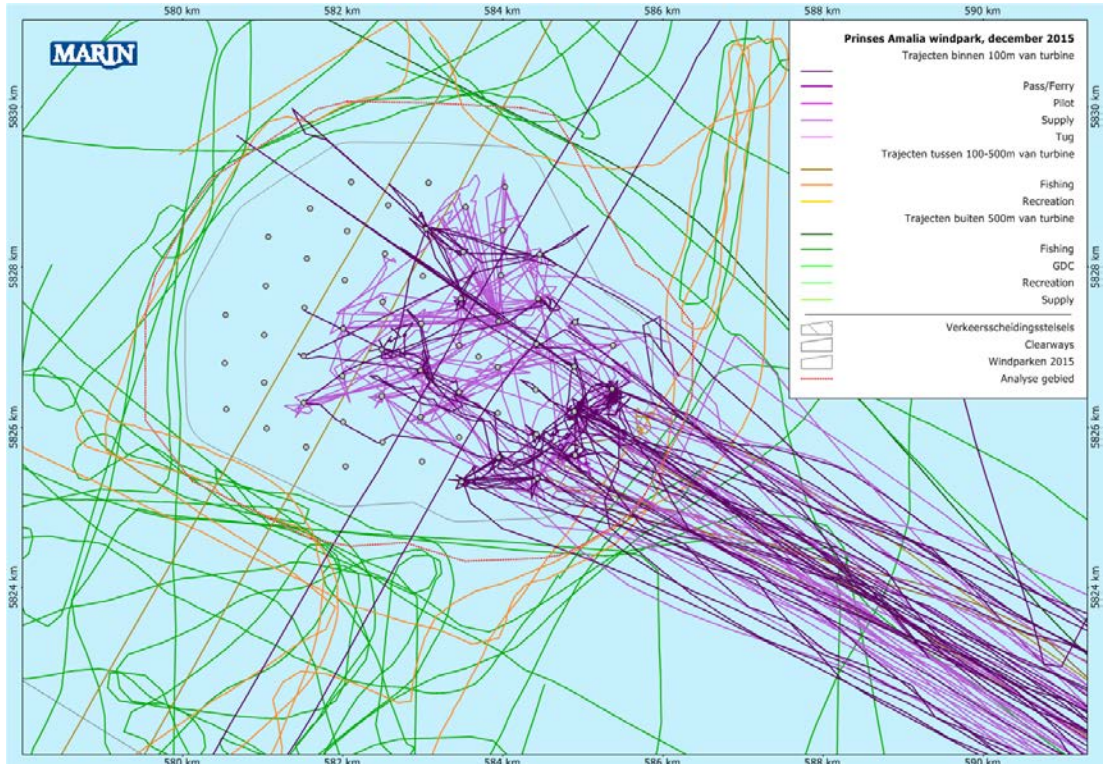 580 km 582 km 584 km 586 km 588 km 590 km
MARIN
Prinses Amalia windpark, december 2015
Trajecten binnen 100m van turbine
Pass/Ferry
Pilot
Supply
Tug
Trajecten tussen 100-500m van turbine
Fishing
Recreation
Trajecten buiten 500m van turbine
Fishing
GDC
Recreation
Supply
Verkeersscheidingsstelsels
Clearways
Windparken 2015
Analyse gebied
5830 km
5828 km
5826 km
5824 km
5830 km
5828 km
5826 km
5824 km
580 km 582 km 584 km 586 km 588 km 590 km